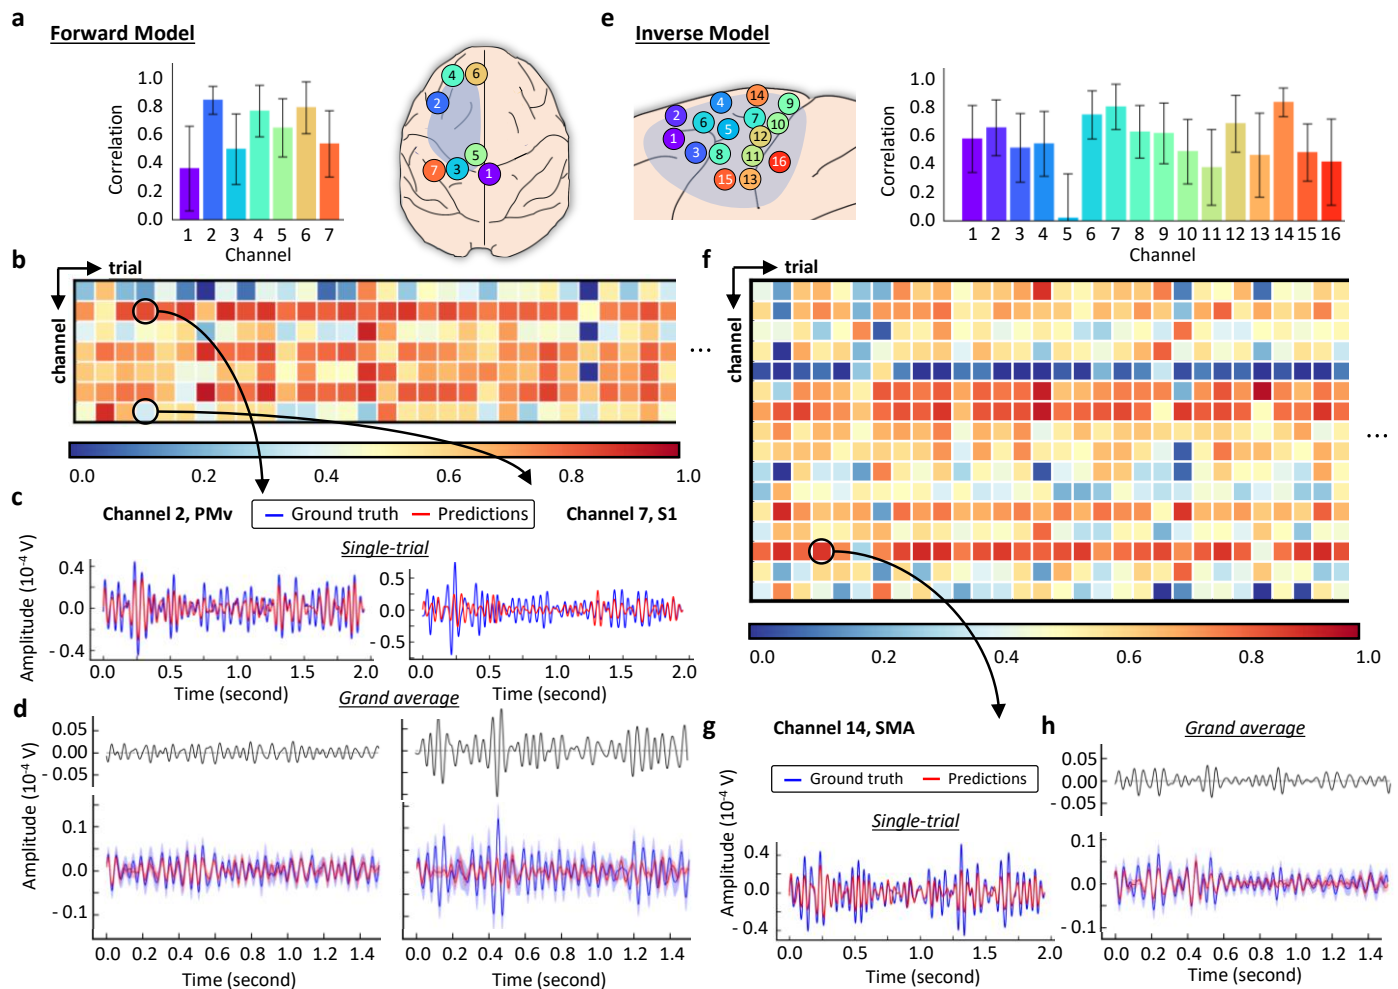 a
Forward Model
Correlation
1.0
0.8
0.6
0.4
0.2
0.0
1 2 3 4 5 6 7
Channel
4 6
2
5
7 3 1
e
Inverse Model
14
4 9
2
6 7 10
1 5 12
3 8 11 16
15 13
Correlation
1.0
0.8
0.6
0.4
0.2
0.0
1 2 3 4 5 6 7 8 9 10 11 12 13 14 15 16
Channel
b
trial
channel
...
0.0 0.2 0.4 0.6 0.8 1.0
f
trial
channel
...
0.0 0.2 0.4 0.6 0.8 1.0
c
Channel 2, PMv
Ground truth Predictions
Channel 7, S1
Single-trial
Amplitude (10⁻⁴ V)
0.4
0.0
- 0.4
0.0 0.5 1.0 1.5 2.0
Time (second)
0.5
0.0
- 0.5
0.0 0.5 1.0 1.5 2.0
Time (second)
d
Grand average
Amplitude (10⁻⁴ V)
0.05
0.00
- 0.05
0.1
0.0
- 0.1
0.0 0.2 0.4 0.6 0.8 1.0 1.2 1.4
Time (second)
0.0 0.2 0.4 0.6 0.8 1.0 1.2 1.4
Time (second)
g
Channel 14, SMA
Ground truth Predictions
Single-trial
Amplitude (10⁻⁴ V)
0.4
0.0
- 0.4
0.0 0.5 1.0 1.5 2.0
Time (second)
h
Grand average
0.05
0.00
- 0.05
0.1
0.0
- 0.1
0.0 0.2 0.4 0.6 0.8 1.0 1.2 1.4
Time (second)